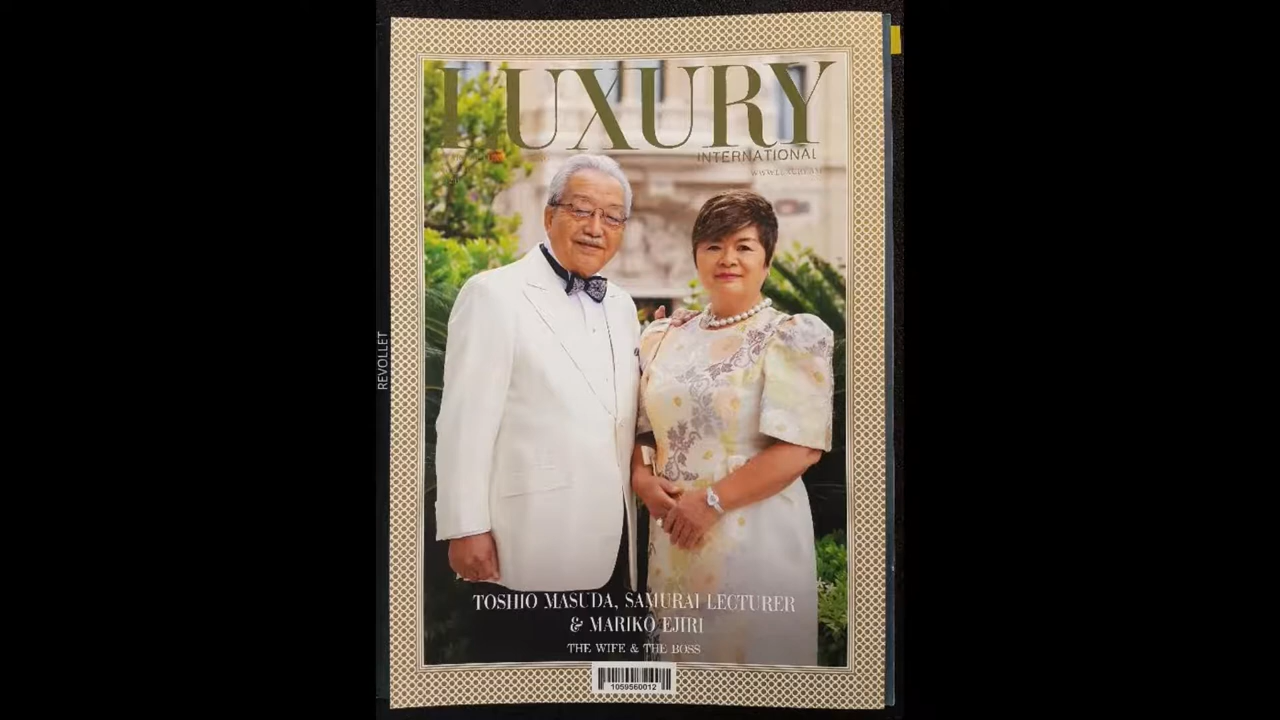 LUXURY
INTERNATIONAL
REVOLLET
TOSHIO MASUDA, SAMURAI LECTURER
& MARIKO EJIRI
THE WIFE & THE BOSS
1059560012